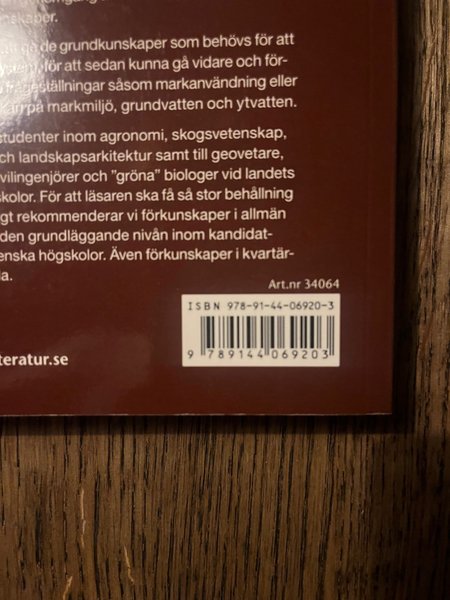 nskapor.
ge de grundkunskaper som behövs för att
för att sedan kunna gå vidare och för-
frågeställningar såsom markanvändning eller
på markmiljö, grundvatten och ytvatten.
studenter inom agronomi, skogsvetenskap,
ch landskapsarkitektur samt till geovetare,
vilingenjörer och ”gröna” biologer vid landets
skolor. För att läsaren ska få så stor behållning
gt rekommenderar vi förkunskaper i allmän
den grundläggande nivån inom kandidat-
enska högskolor. Även förkunskaper i kvartär-
la.
Art.nr 34064
ISBN 978-91-44-06920-3
9 789144 069203
teratur.se